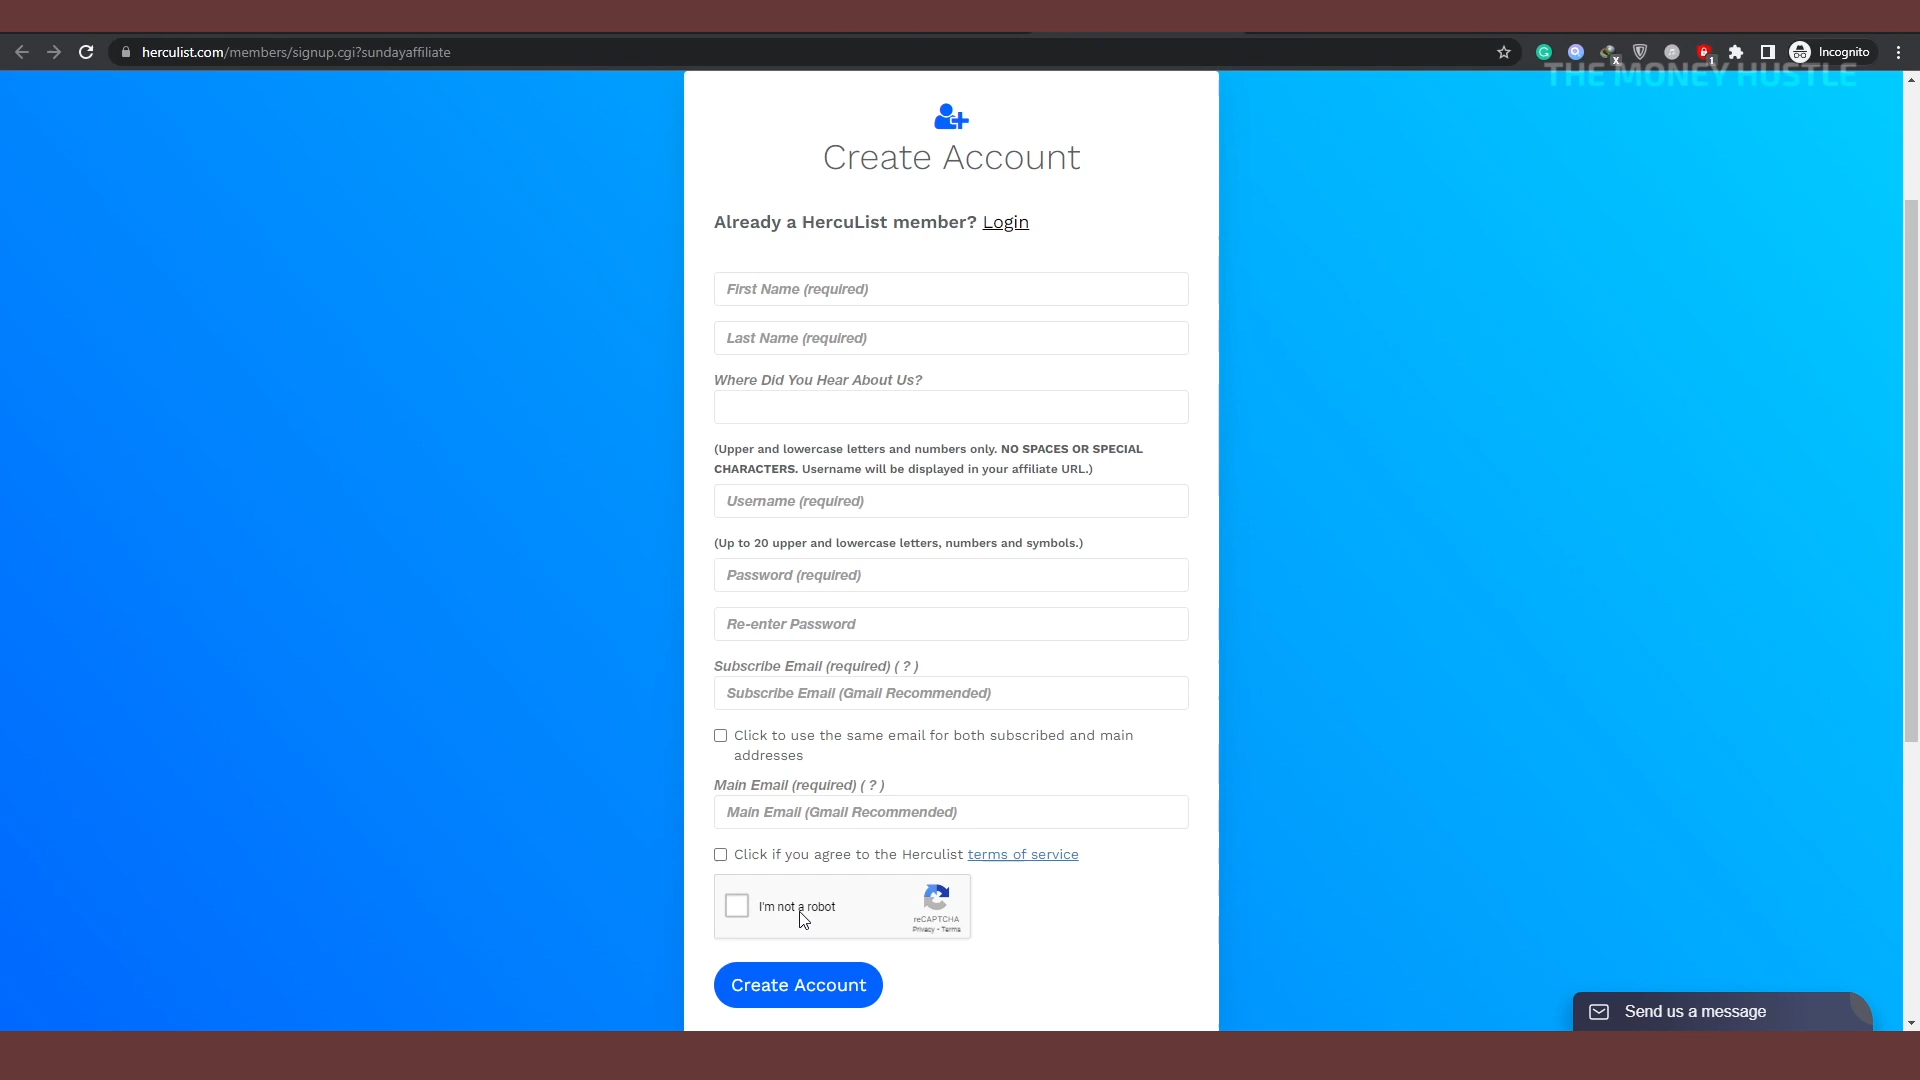 herculist.com/members/signup.cgi?sundayaffiliate
X
1
Incognito
THE MONEY HUSTLE
Create Account
Already a HercuList member? Login
First Name (required)
Last Name (required)
Where Did You Hear About Us?
(Upper and lowercase letters and numbers only. NO SPACES OR SPECIAL
CHARACTERS. Username will be displayed in your affiliate URL.)
Username (required)
(Up to 20 upper and lowercase letters, numbers and symbols.)
Password (required)
Re-enter Password
Subscribe Email (required) ( ? )
Subscribe Email (Gmail Recommended)
Click to use the same email for both subscribed and main
addresses
Main Email (required) ( ? )
Main Email (Gmail Recommended)
Click if you agree to the Herculist terms of service
I'm not a robot
reCAPTCHA
Privacy - Terms
Create Account
Send us a message